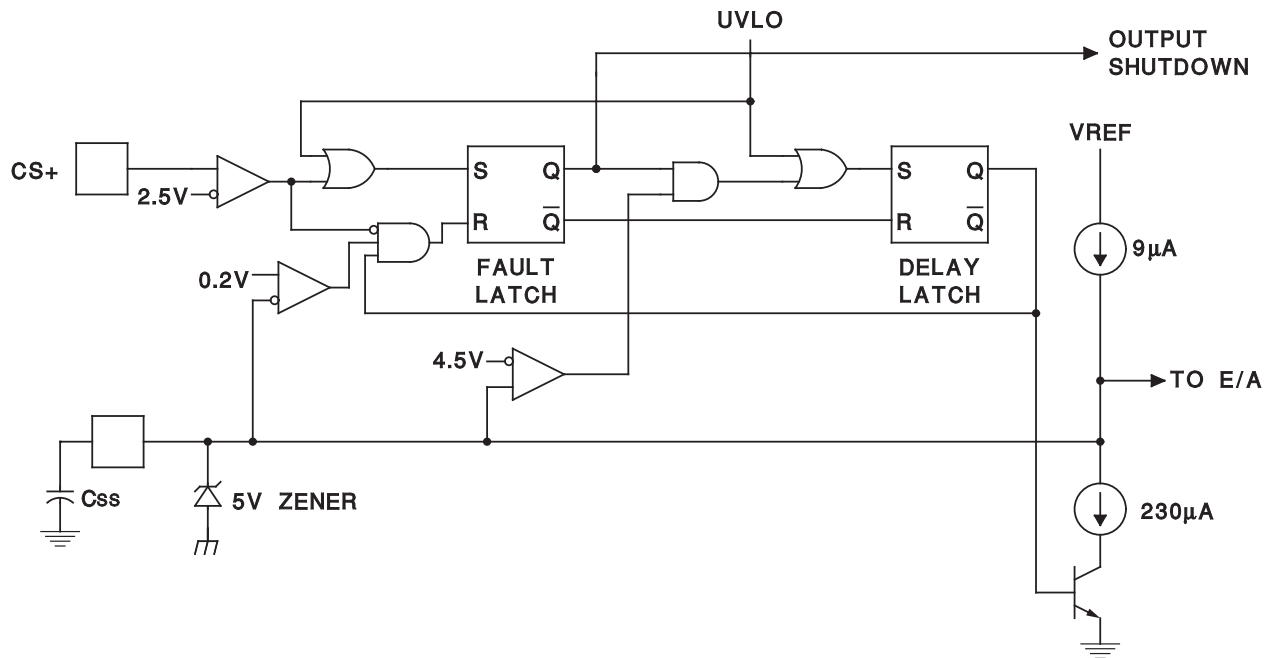 UVLO
OUTPUT
SHUTDOWN
VREF
CS+
2.5V
S
Q
R
Q
FAULT
LATCH
S
Q
R
Q
DELAY
LATCH
9μA
0.2V
4.5V
TO E/A
Css
5V ZENER
230μA